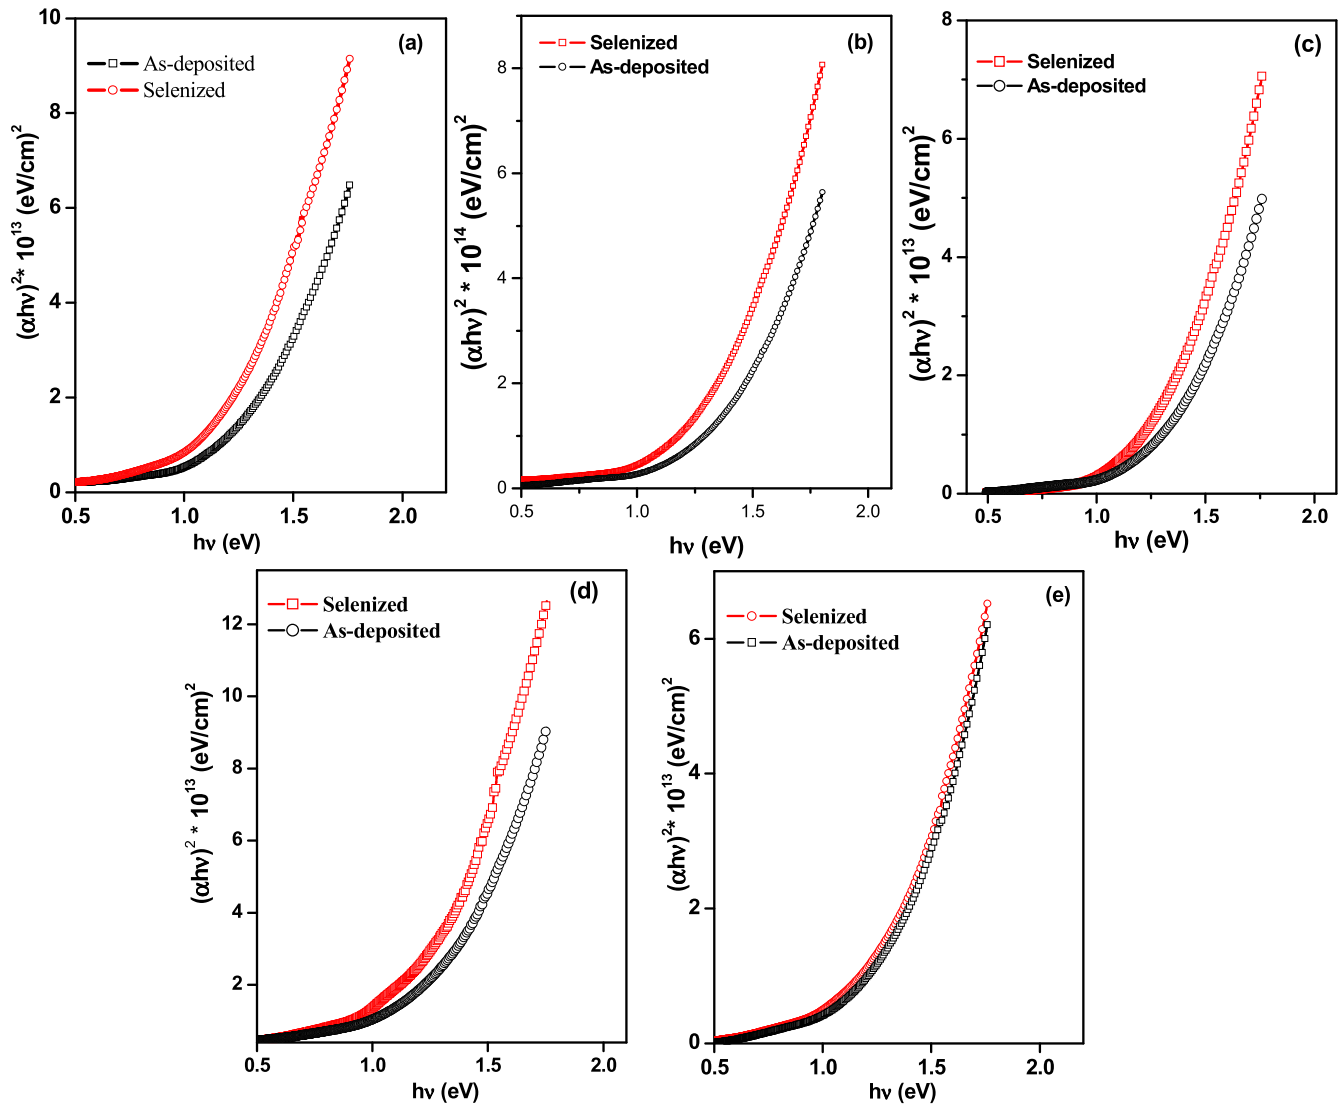 (a)
As-deposited
Selenized
10
8
6
4
2
0
0.5 1.0 1.5 2.0
hν (eV)
(αhν)²* 10¹³ (eV/cm)²
(b)
Selenized
As-deposited
8
6
4
2
0
0.5 1.0 1.5 2.0
hν (eV)
(αhν)² * 10¹⁴ (eV/cm)²
(c)
Selenized
As-deposited
8
6
4
2
0
0.5 1.0 1.5 2.0
hν (eV)
(αhν)² * 10¹³ (eV/cm)²
(d)
Selenized
As-deposited
12
10
8
6
4
2
0.5 1.0 1.5 2.0
hν (eV)
(αhν)² * 10¹³ (eV/cm)²
(e)
Selenized
As-deposited
6
4
2
0
0.5 1.0 1.5 2.0
hν (eV)
(αhν)²* 10¹³ (eV/cm)²